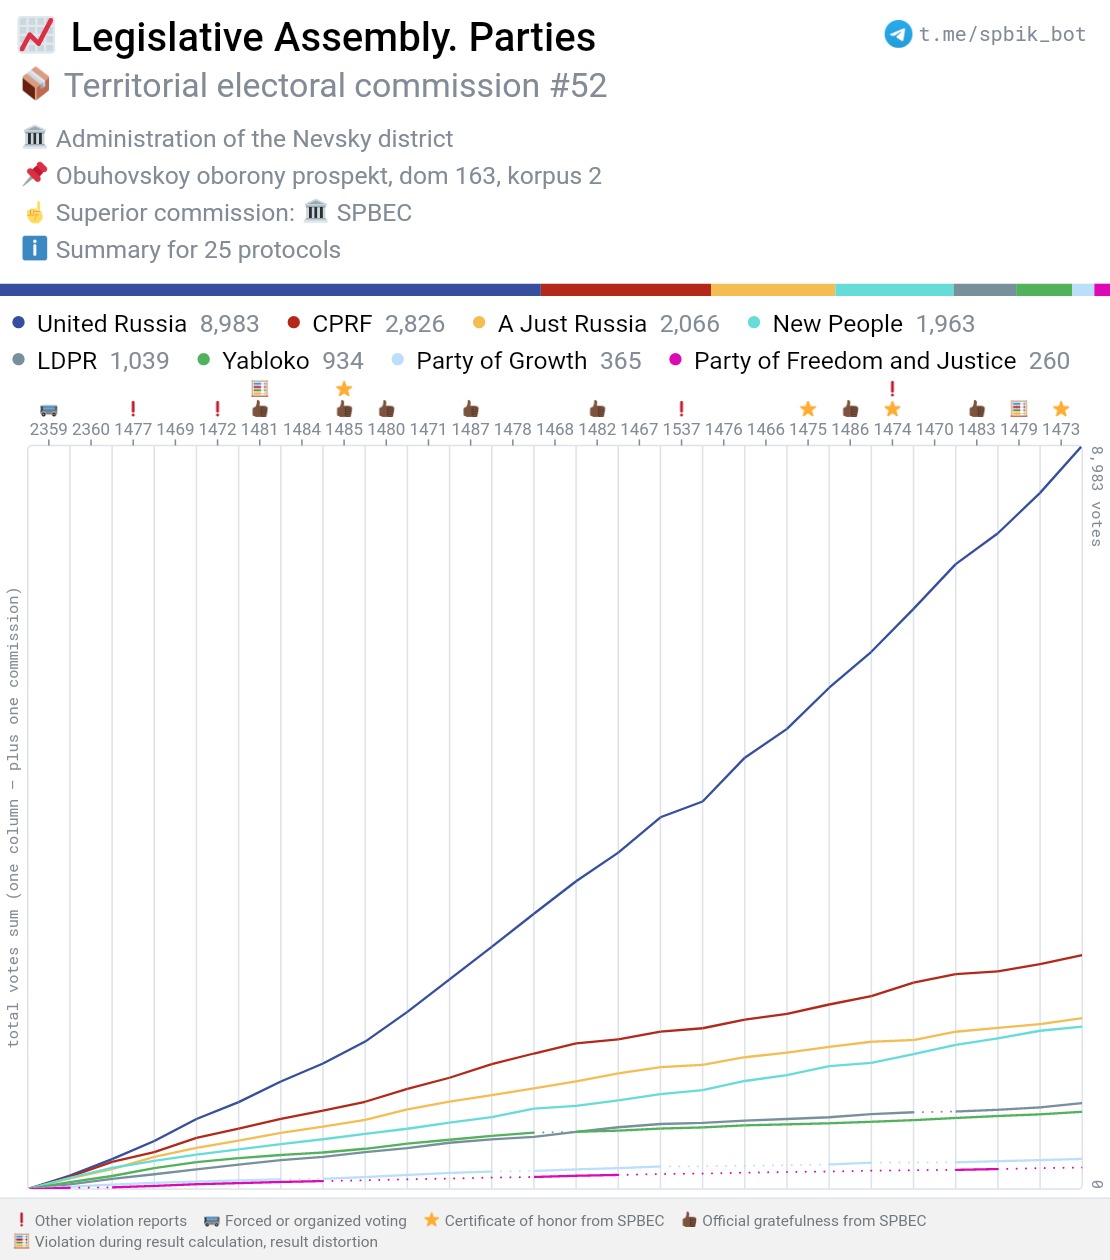 Legislative Assembly. Parties
t.me/spbik_bot
Territorial electoral commission #52
Administration of the Nevsky district
Obuhovskoy oborony prospekt, dom 163, korpus 2
Superior commission: SPBEC
Summary for 25 protocols
United Russia 8,983 CPRF 2,826 A Just Russia 2,066 New People 1,963
LDPR 1,039 Yabloko 934 Party of Growth 365 Party of Freedom and Justice 260
2359 2360 1477 1469 1472 1481 1484 1485 1480 1471 1487 1478 1468 1482 1467 1537 1476 1466 1475 1486 1474 1470 1483 1479 1473
8,983 votes
total votes sum (one column – plus one commission)
0
Other violation reports Forced or organized voting Certificate of honor from SPBEC Official gratefulness from SPBEC
Violation during result calculation, result distortion